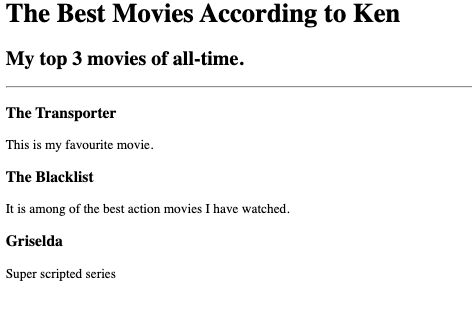 The Best Movies According to Ken
My top 3 movies of all-time.
The Transporter
This is my favourite movie.
The Blacklist
It is among of the best action movies I have watched.
Griselda
Super scripted series